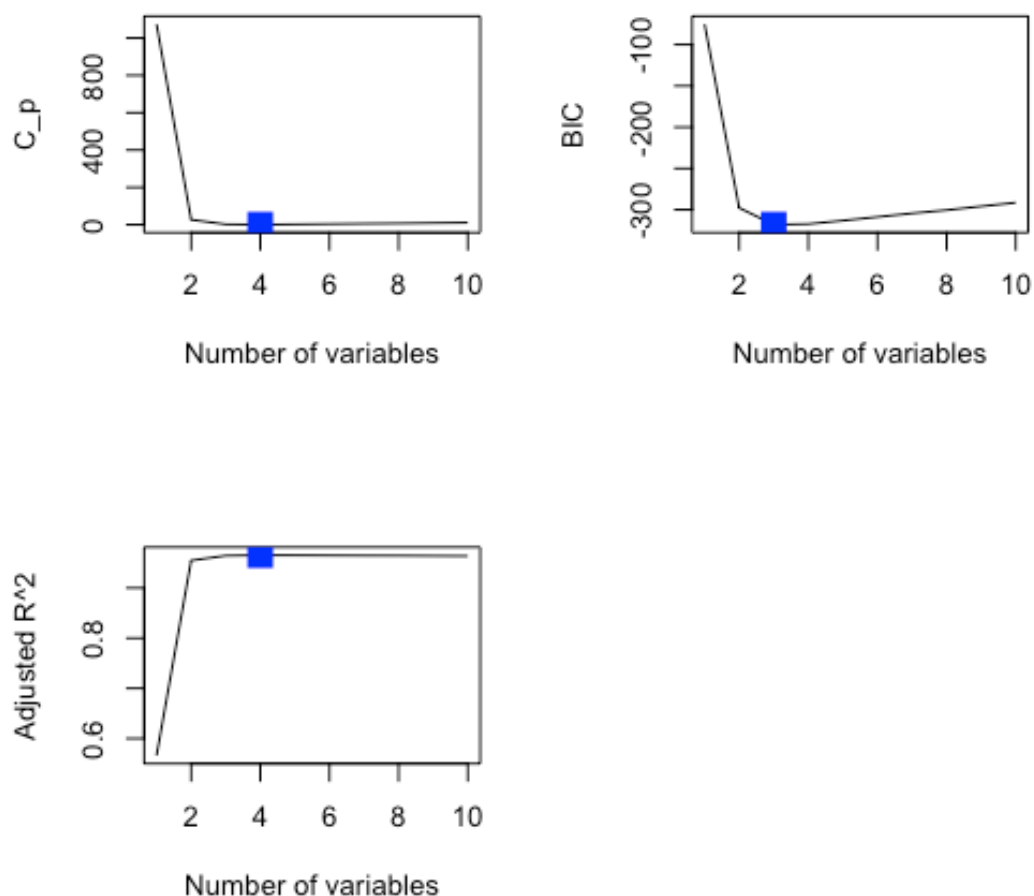 C_p
800
400
0
2 4 6 8 10
Number of variables
BIC
-100
-200
-300
2 4 6 8 10
Number of variables
Adjusted R^2
0.8
0.6
2 4 6 8 10
Number of variables